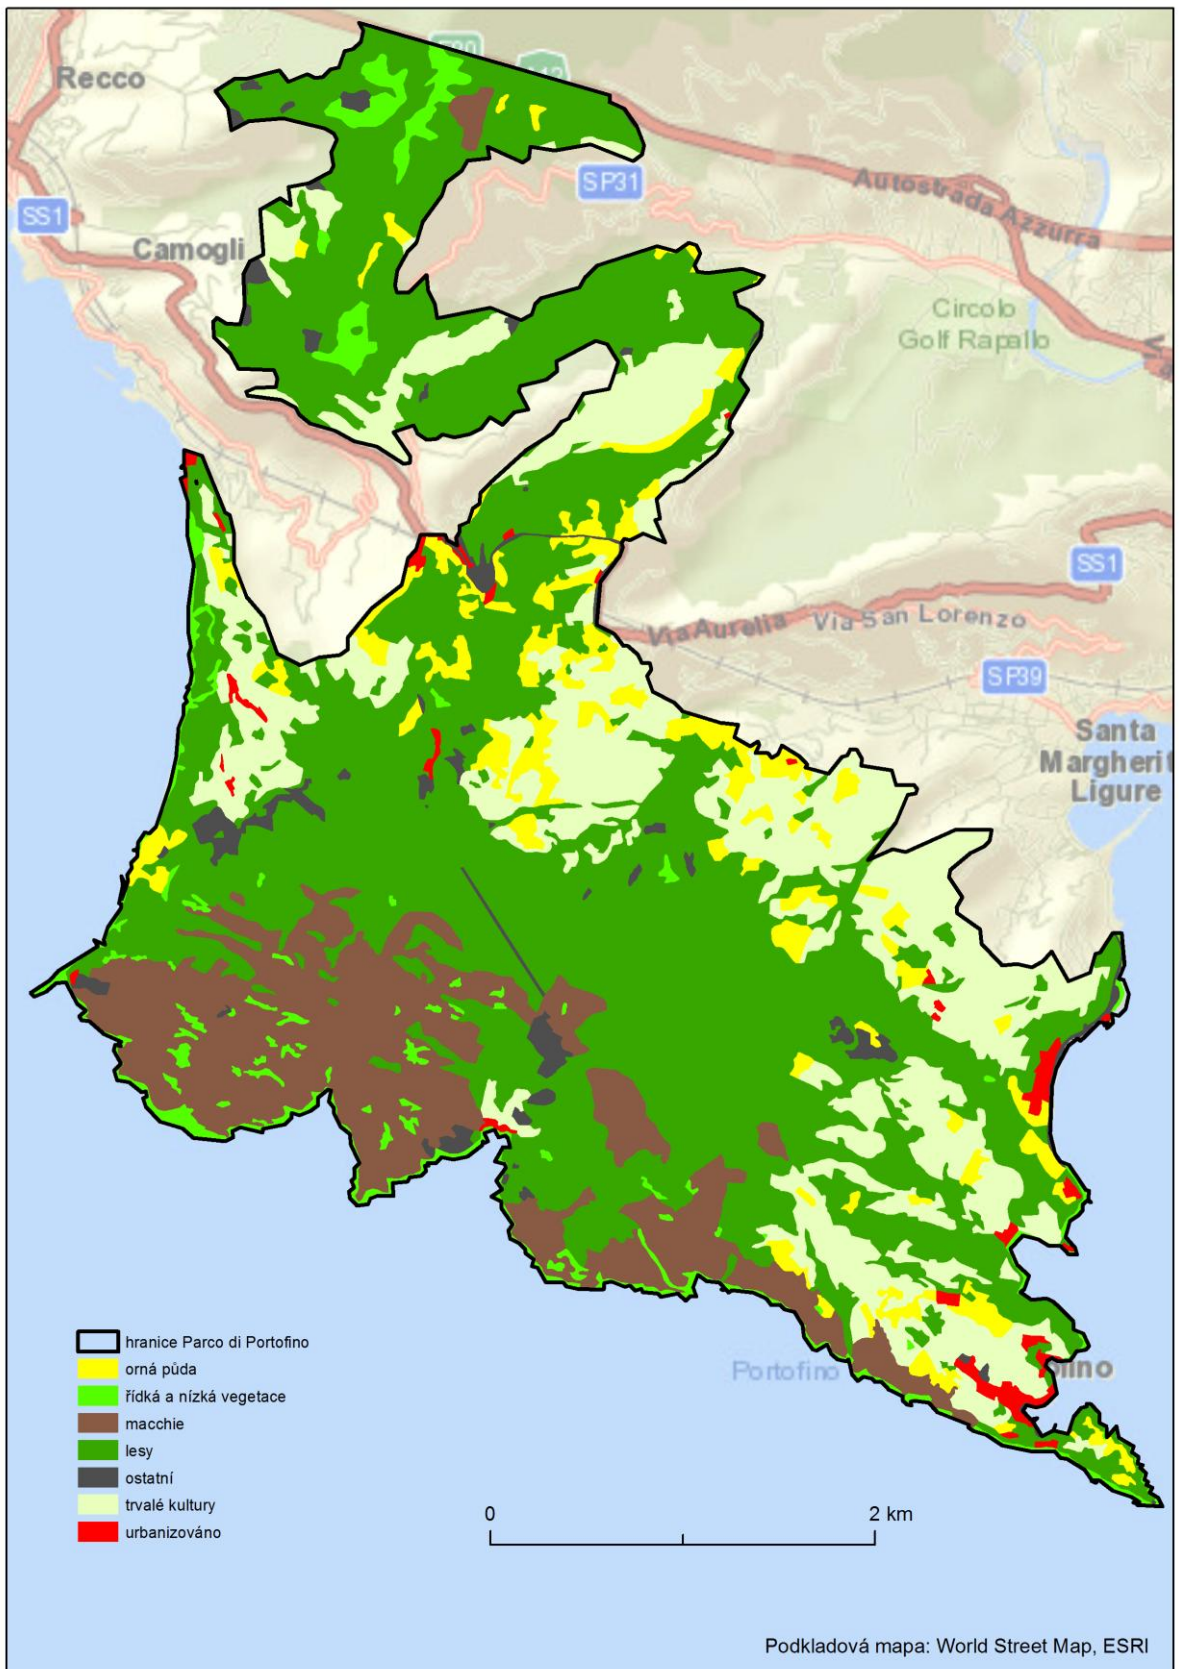 Recco
SP31
Autostrada Azzurra
SS1
Camogli
Circolo
Golf Rapallo
SS1
Via Aurelia
Via San Lorenzo
SP39
Santa
Margherit
Ligure
hranice Parco di Portofino
orná půda
řídká a nízká vegetace
macchie
lesy
ostatní
trvalé kultury
urbanizováno
Portofino
0
2 km
Podkladová mapa: World Street Map, ESRI